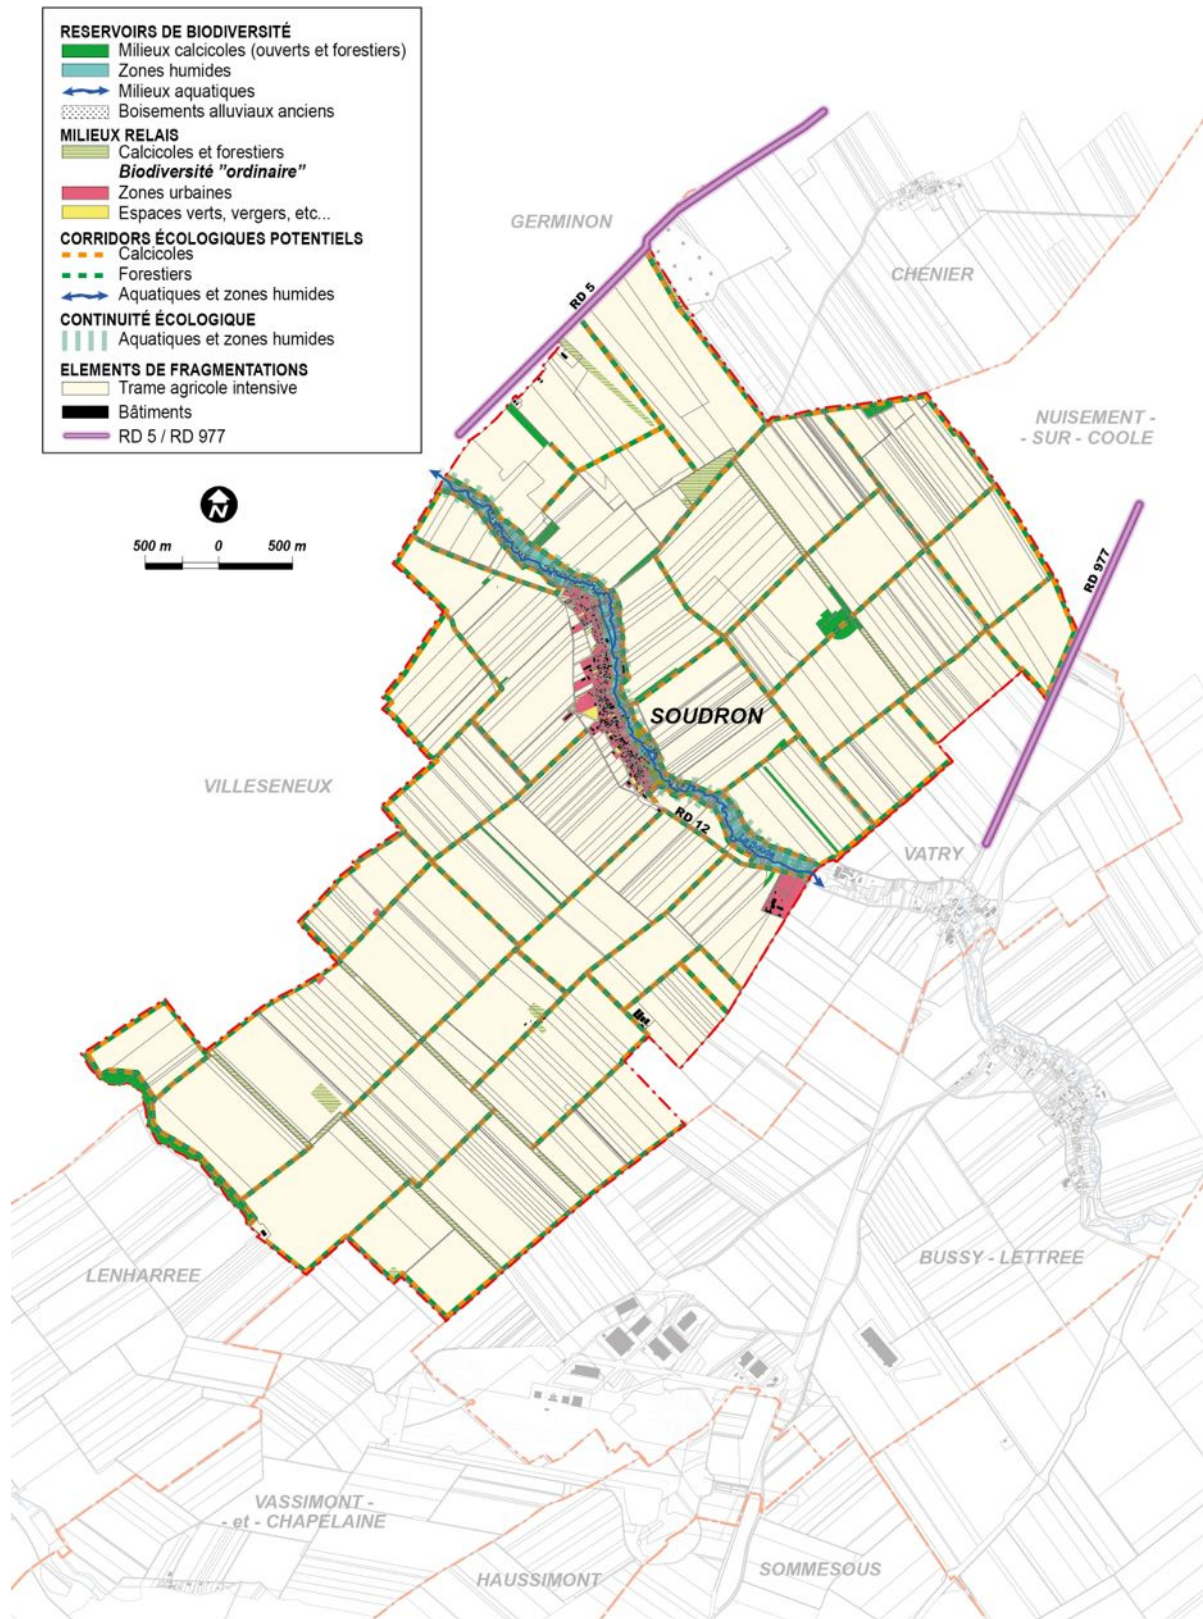 RESERVOIRS DE BIODIVERSITÉ
Milieux calcicoles (ouverts et forestiers)
Zones humides
Milieux aquatiques
Boisements alluviaux anciens
MILIEUX RELAIS
Calcicoles et forestiers
Biodiversité "ordinaire"
Zones urbaines
Espaces verts, vergers, etc...
CORRIDORS ÉCOLOGIQUES POTENTIELS
Calcicoles
Forestiers
Aquatiques et zones humides
CONTINUITÉ ÉCOLOGIQUE
Aquatiques et zones humides
ELEMENTS DE FRAGMENTATIONS
Trame agricole intensive
Bâtiments
RD 5 / RD 977
N
500 m 0 500 m
GERMINON
CHENIER
RD 5
NUISEMENT -
- SUR - COOLE
RD 977
SOUDRON
VILLESENEUX
RD 12
VATRY
LENHARREE
BUSSY - LETTREE
VASSIMONT -
- et - CHAPELAINE
HAUSSIMONT
SOMMESOUS